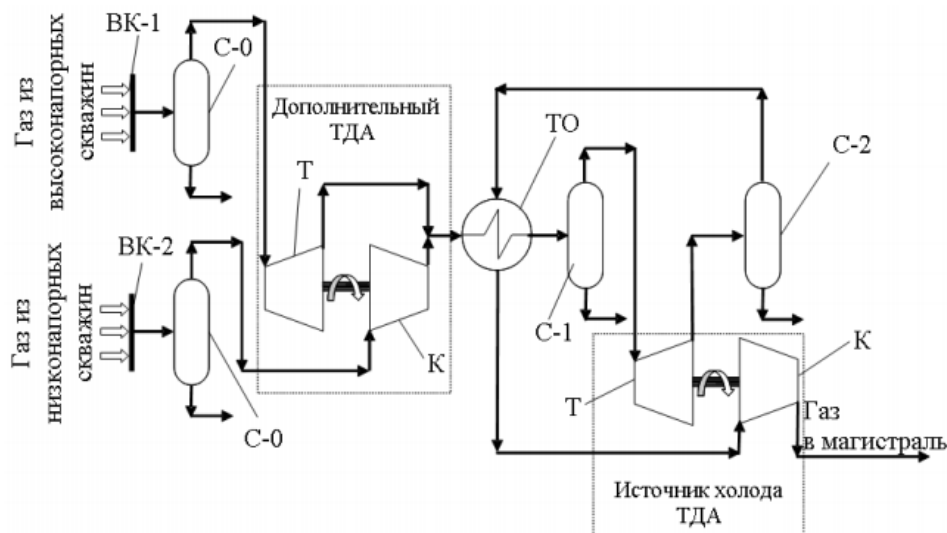 ВК-1
С-0
Газ из
высоконапорных
скважин
Дополнительный
ТДА
Т
ТО
С-2
ВК-2
Газ из
низконапорных
скважин
С-0
К
С-1
Т
К
Газ
в магистраль
Источник холода
ТДА